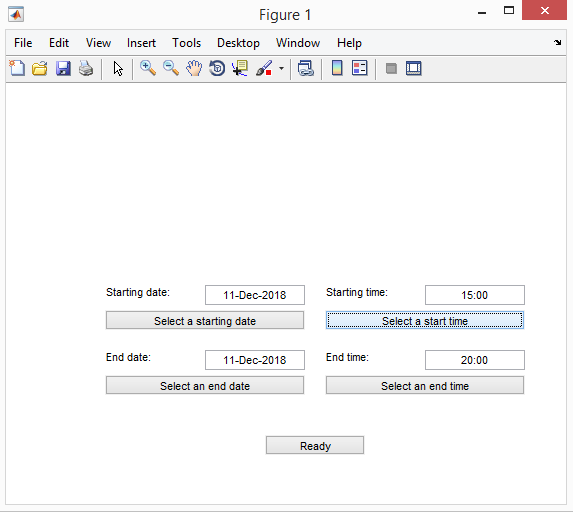 Figure 1
File Edit View Insert Tools Desktop Window Help
Starting date: 11-Dec-2018 Starting time: 15:00
Select a starting date Select a start time
End date: 11-Dec-2018 End time: 20:00
Select an end date Select an end time
Ready